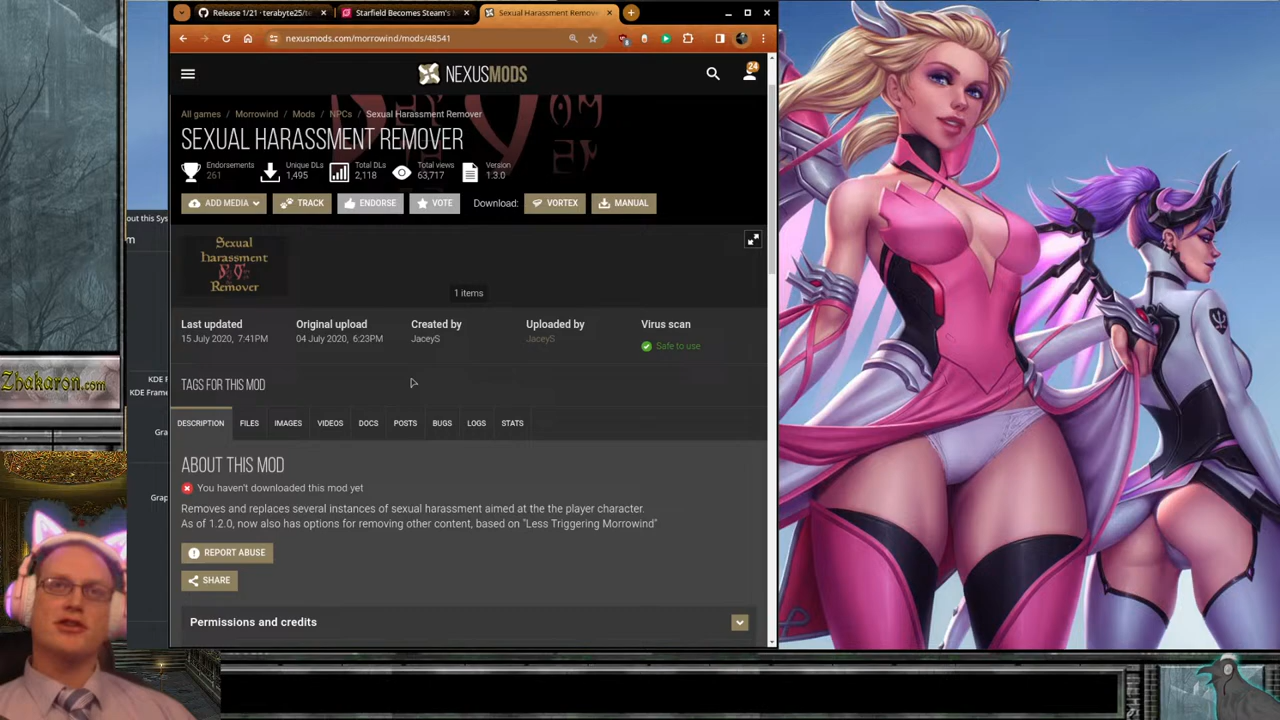 Release 1/21 · terabyte25/
Starfield Becomes Steam's
Sexual Harassment Remov
nexusmods.com/morrowind/mods/48541
NEXUSMODS
24
All games / Morrowind / Mods / NPCs / Sexual Harassment Remover
SEXUAL HARASSMENT REMOVER
Endorsements
261
Unique DLs
1,495
Total DLs
2,118
Total views
63,717
Version
1.3.0
ADD MEDIA
TRACK
ENDORSE
VOTE
Download:
VORTEX
MANUAL
Sexual
harassment
Remover
1 items
Last updated
15 July 2020, 7:41PM
Original upload
04 July 2020, 6:23PM
Created by
JaceyS
Uploaded by
JaceyS
Virus scan
Safe to use
TAGS FOR THIS MOD
DESCRIPTION
FILES
IMAGES
VIDEOS
DOCS
POSTS
BUGS
LOGS
STATS
ABOUT THIS MOD
You haven't downloaded this mod yet
Removes and replaces several instances of sexual harassment aimed at the the player character.
As of 1.2.0, now also has options for removing other content, based on "Less Triggering Morrowind"
REPORT ABUSE
SHARE
Permissions and credits
out this Sys
m
KDE
KDE Frame
Gra
Grap
Zhakaron.com